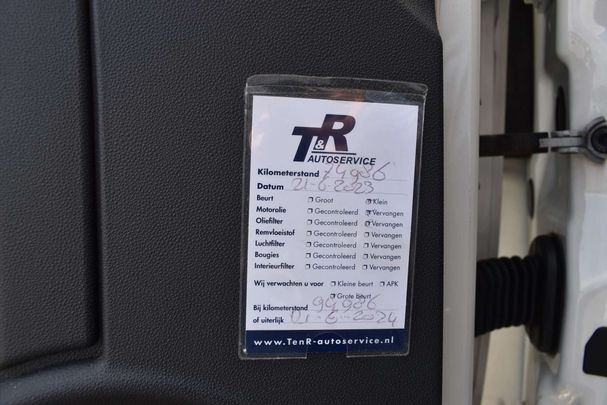 T&R
AUTOSERVICE
Kilometerstand 74986
Datum 21-6-2023
Beurt Groot Klein
Motorolie Gecontroleerd Vervangen
Oliefilter Gecontroleerd Vervangen
Remvloeistof Gecontroleerd Vervangen
Luchtfilter Gecontroleerd Vervangen
Bougies Gecontroleerd Vervangen
Interieurfilter Gecontroleerd Vervangen
Wij verwachten u voor Kleine beurt APK
Grote beurt
Bij kilometerstand 94986
of uiterlijk 21-6-2024
www.TenR-autoservice.nl